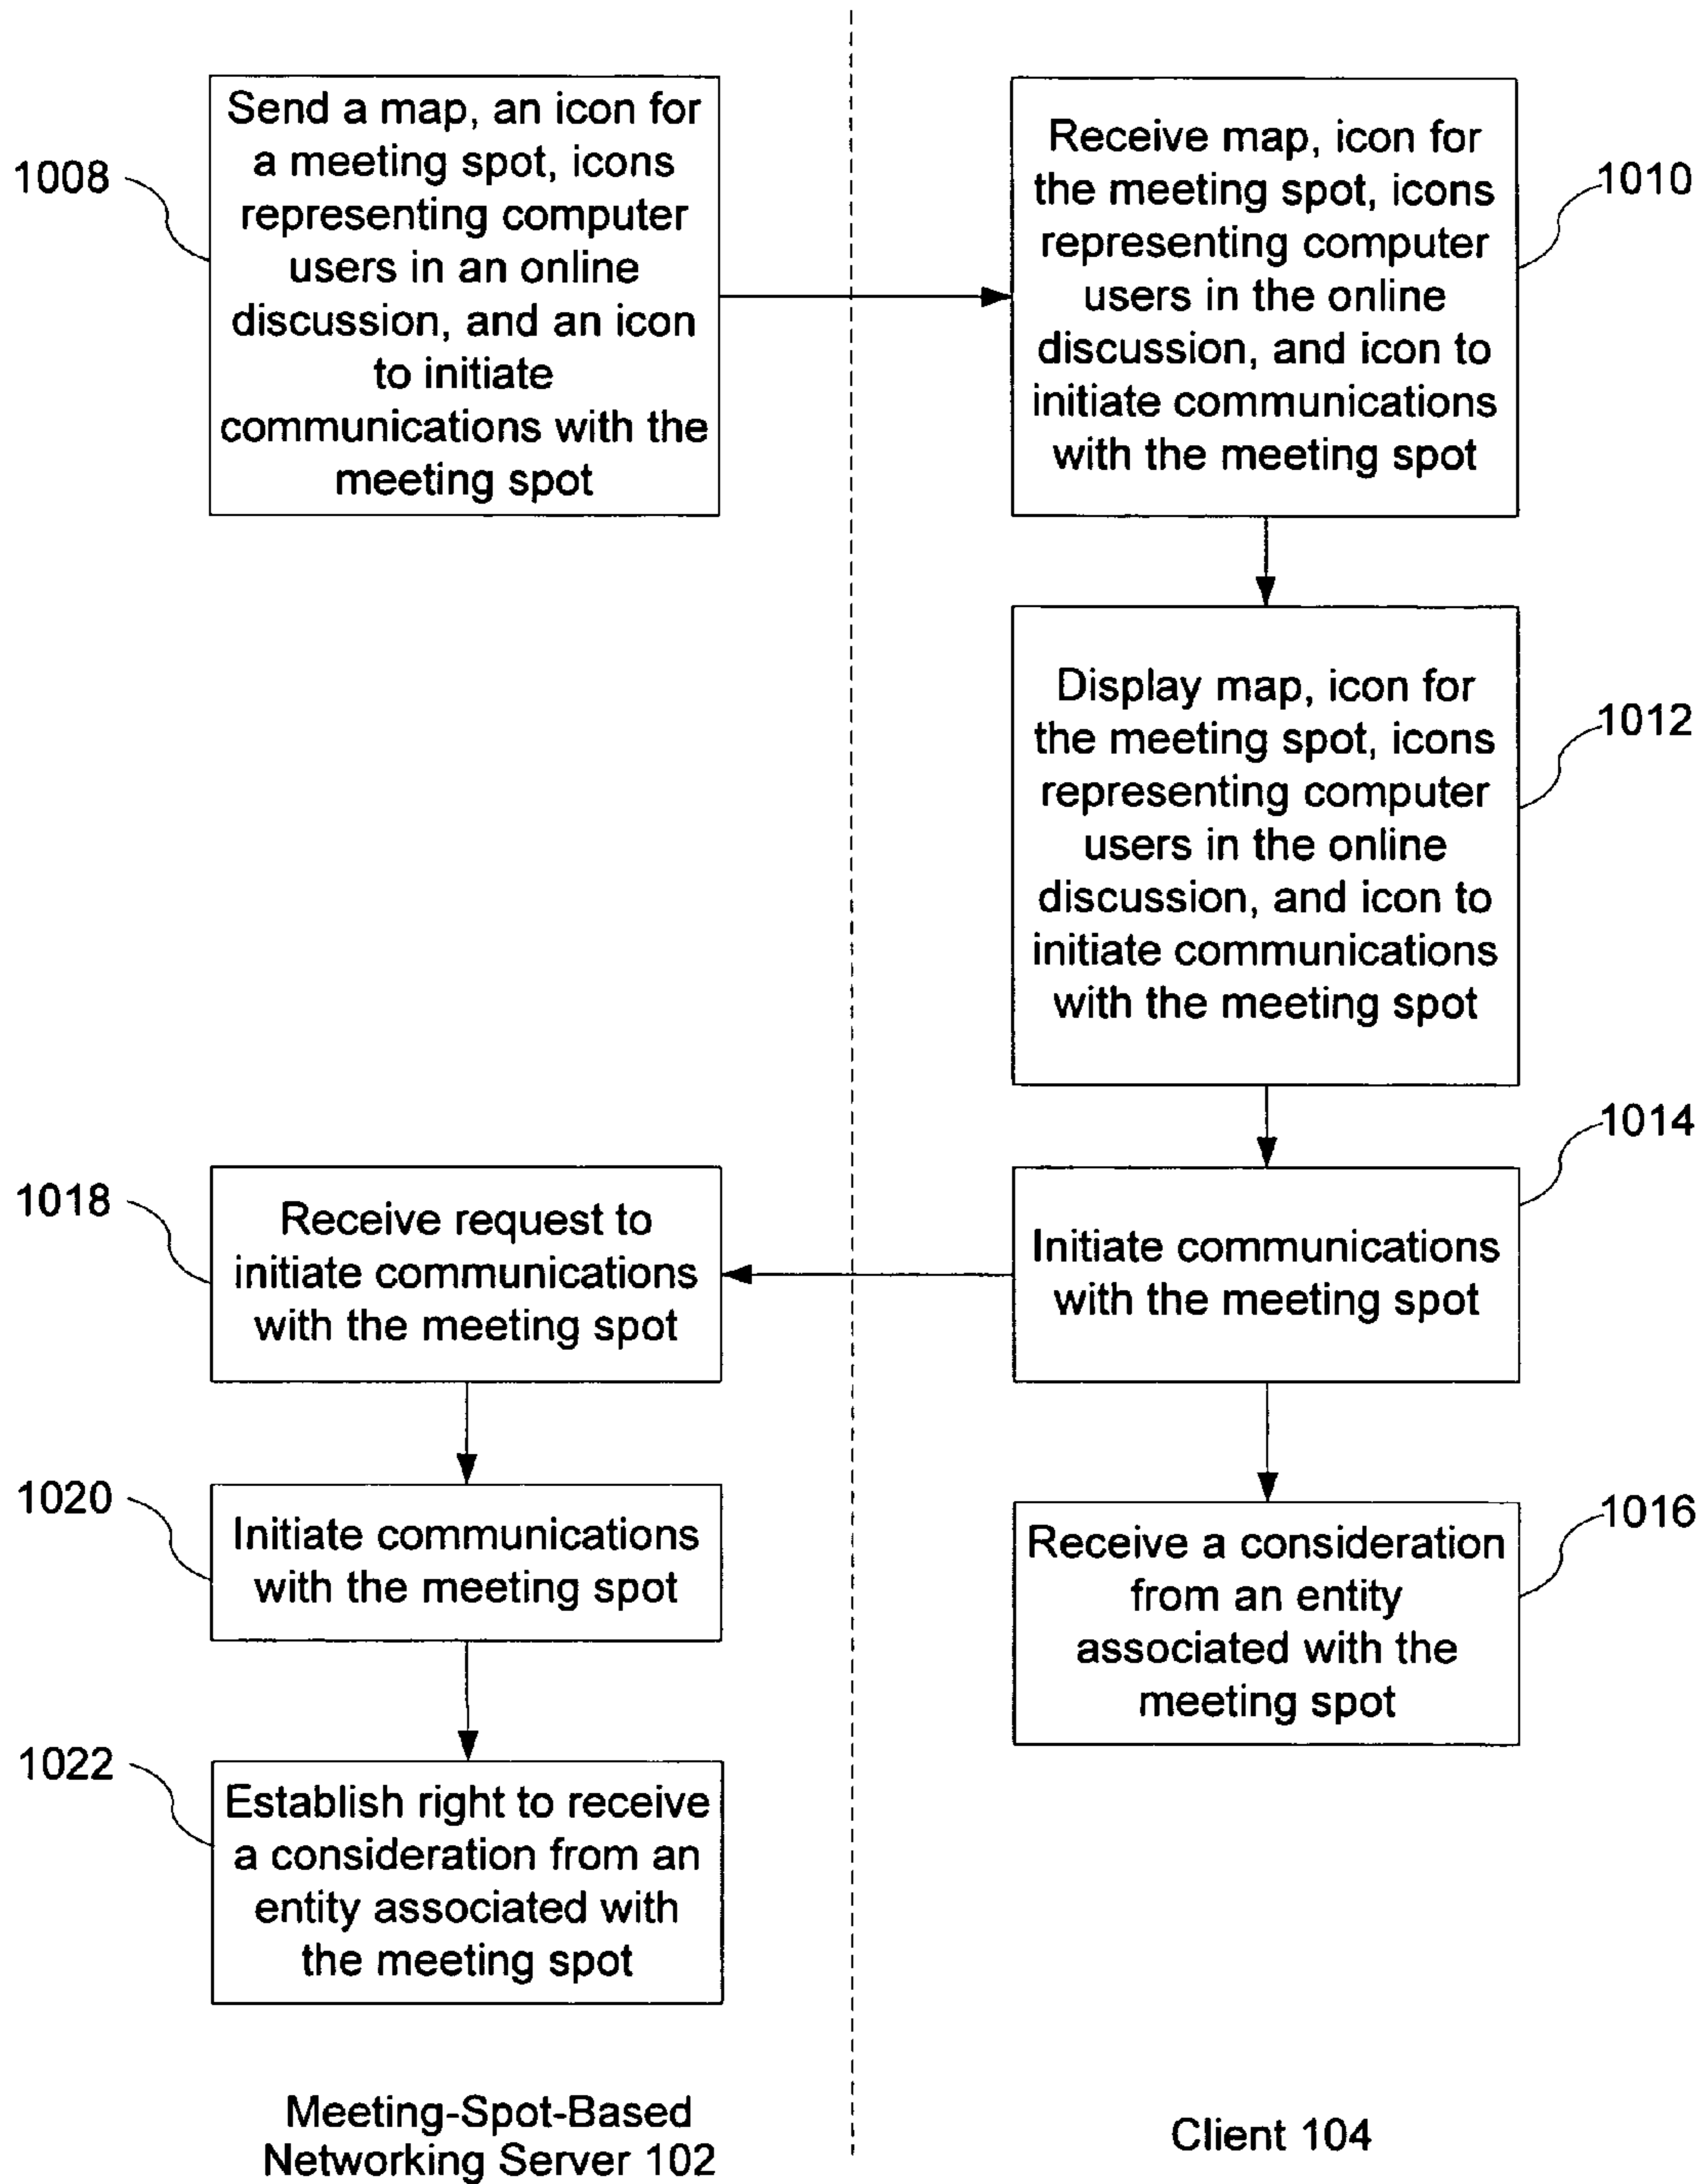 1008
Send a map, an icon for
a meeting spot, icons
representing computer
users in an online
discussion, and an icon
to initiate
communications with the
meeting spot
Receive map, icon for
the meeting spot, icons
representing computer
users in the online
discussion, and icon to
initiate communications
with the meeting spot
1010
Display map, icon for
the meeting spot, icons
representing computer
users in the online
discussion, and icon to
initiate communications
with the meeting spot
1012
Initiate communications
with the meeting spot
1014
1018
Receive request to
initiate communications
with the meeting spot
1020
Initiate communications
with the meeting spot
Receive a consideration
from an entity
associated with the
meeting spot
1016
1022
Establish right to receive
a consideration from an
entity associated with
the meeting spot
Meeting-Spot-Based
Networking Server 102
Client 104